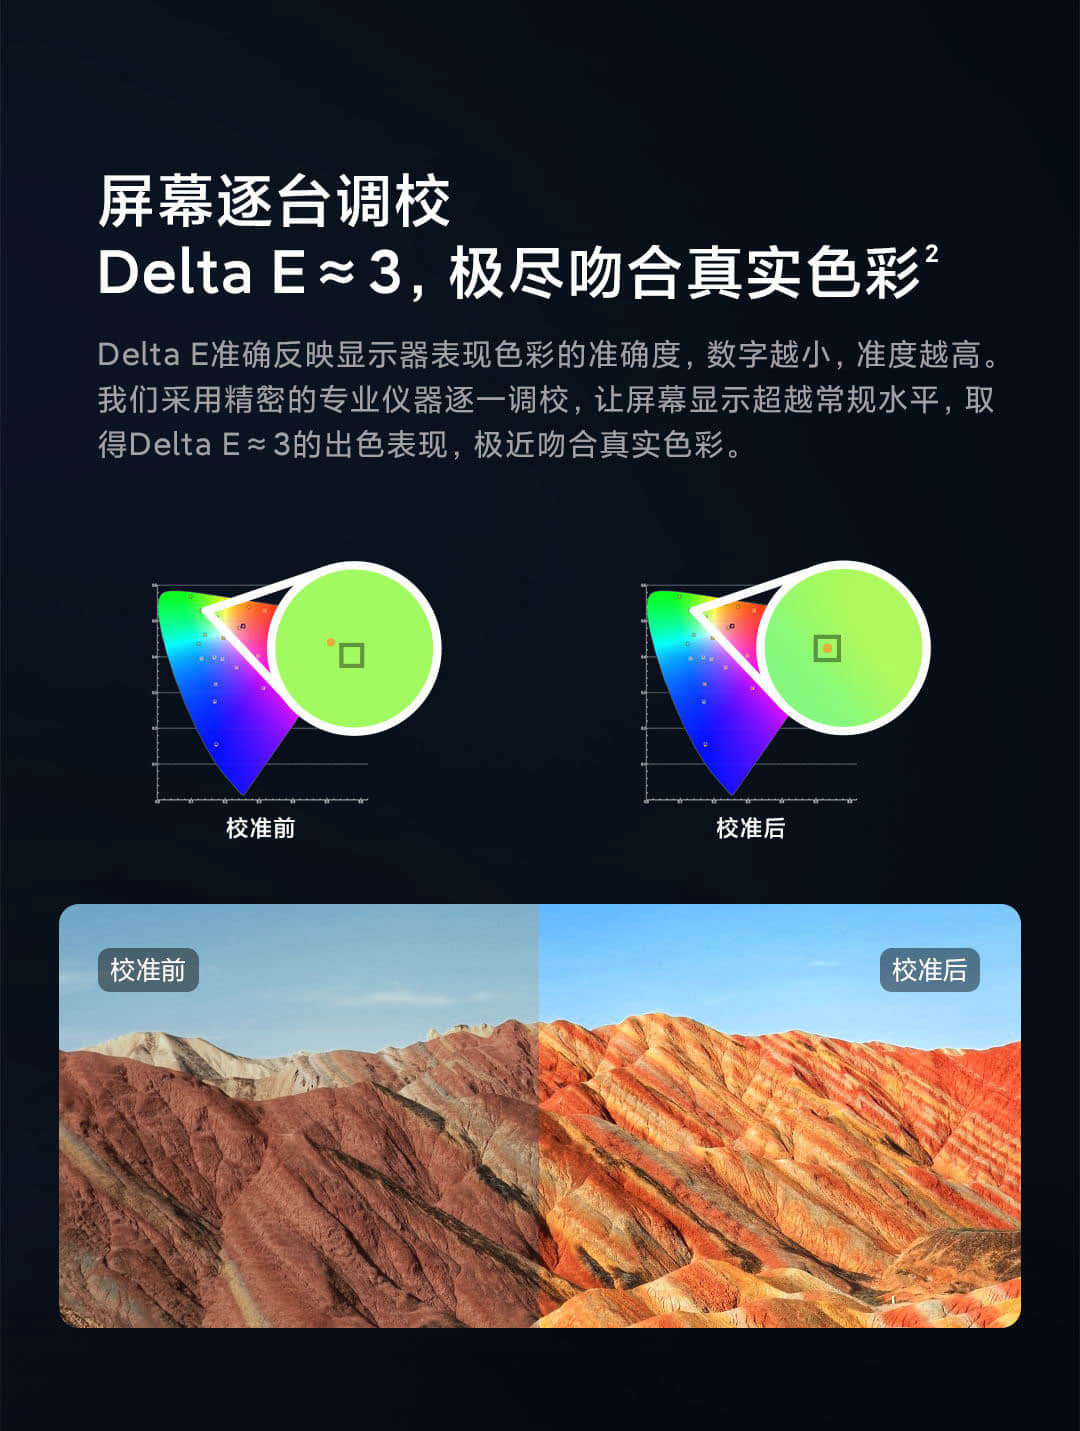 屏幕逐台调校
Delta E≈3，极尽吻合真实色彩²
Delta E准确反映显示器表现色彩的准确度，数字越小，准度越高。
我们采用精密的专业仪器逐一调校，让屏幕显示超越常规水平，取
得Delta E≈3的出色表现，极近吻合真实色彩。
校准前
校准后
校准前
校准后